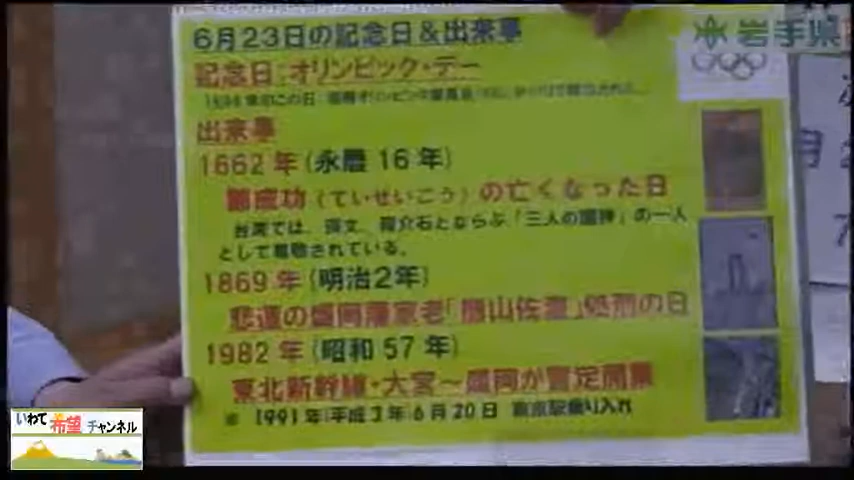 6月23日の記念日&出来事
岩手県
記念日:オリンピック・デー
出来事
1662年(永暦16年)
鄭成功(ていせいこう)の亡くなった日
台湾では、孫文、蒋介石とならぶ「三人の国神」の一人
として尊敬されている。
1869年(明治2年)
悲運の盛岡藩家老「楢山佐渡」処刑の日
1982年(昭和57年)
東北新幹線・大宮〜盛岡が暫定開業
※ 1991年(平成3年)6月20日 東京駅乗り入れ
月
いわて希望チャンネル